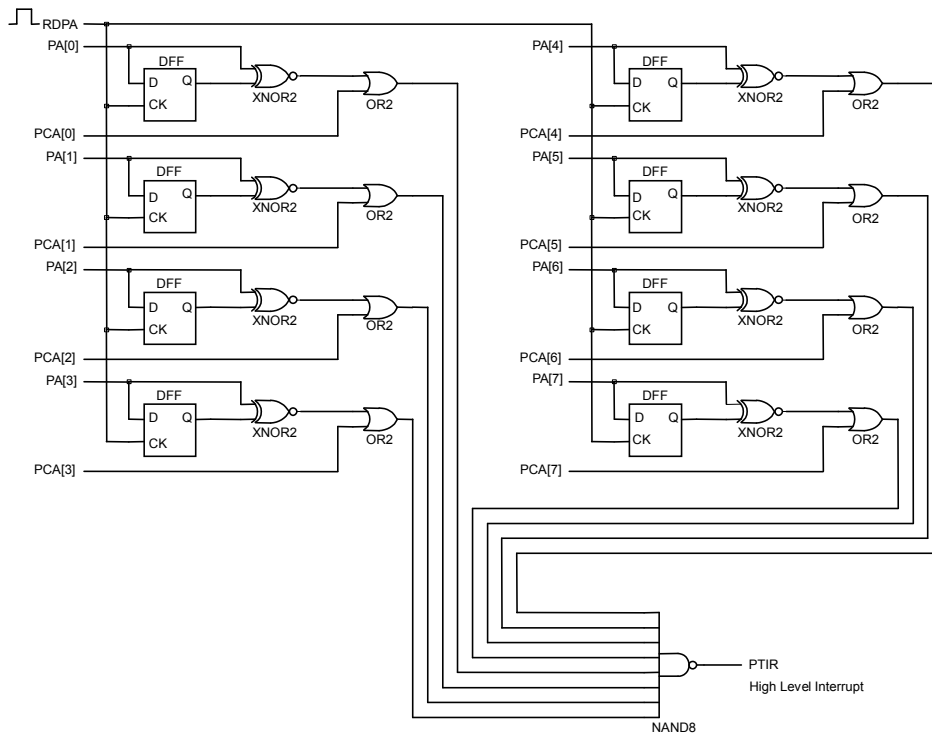 RDPA
PA[0]
DFF
D
Q
CK
XNOR2
OR2
PCA[0]
PA[1]
DFF
D
Q
CK
XNOR2
OR2
PCA[1]
PA[2]
DFF
D
Q
CK
XNOR2
OR2
PCA[2]
PA[3]
DFF
D
Q
CK
XNOR2
OR2
PCA[3]
PA[4]
DFF
D
Q
CK
XNOR2
OR2
PCA[4]
PA[5]
DFF
D
Q
CK
XNOR2
OR2
PCA[5]
PA[6]
DFF
D
Q
CK
XNOR2
OR2
PCA[6]
PA[7]
DFF
D
Q
CK
XNOR2
OR2
PCA[7]
PTIR
High Level Interrupt
NAND8